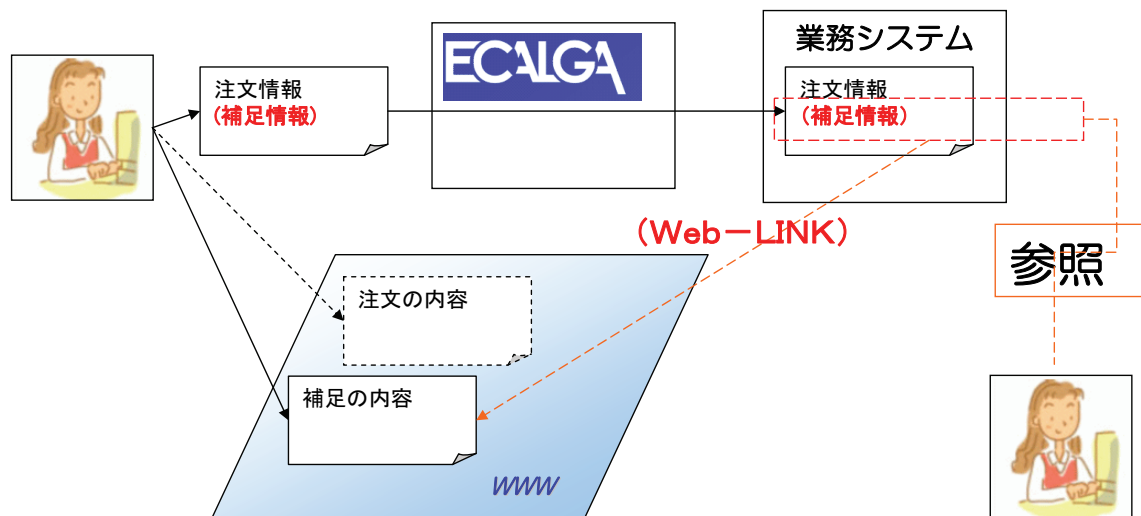 ECALGA
業務システム
注文情報
(補足情報)
注文情報
(補足情報)
（Web－LINK）
参照
注文の内容
補足の内容
WWW